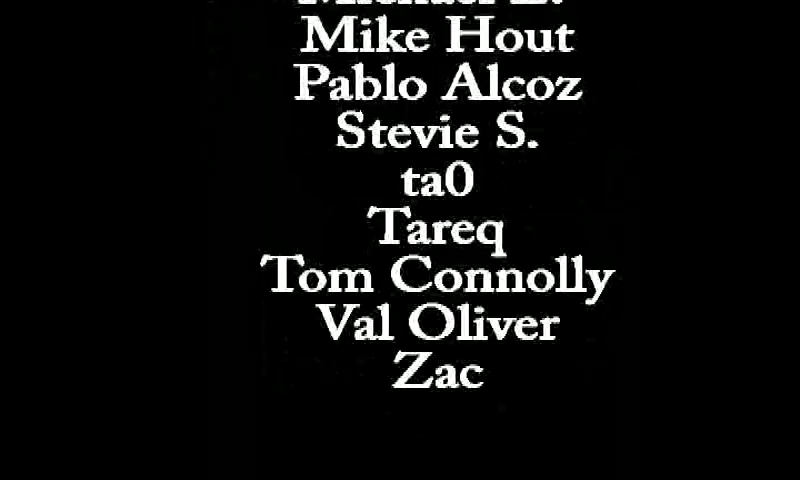 Mike Hout
Pablo Alcoz
Stevie S.
ta0
Tareq
Tom Connolly
Val Oliver
Zac